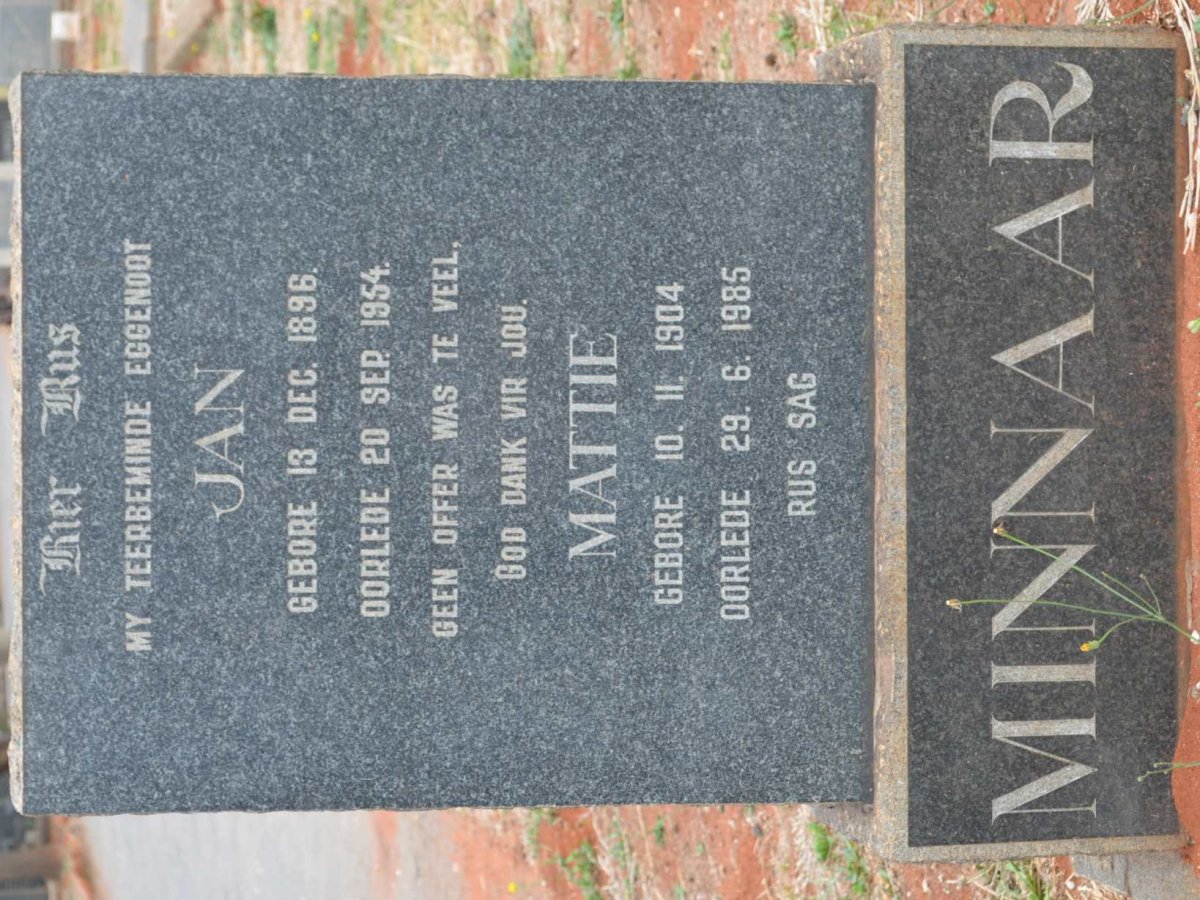 Hier Rus
MY TEERBEMINDE EGGENOOT
JAN
GEBORE 18 DEC. 1896.
OORLEDE 20 SEP. 1954.
GEEN OFFER WAS TE VEEL,
GOD DANK VIR JOU.
MATTIE
GEBORE 10. 11. 1904
OORLEDE 29. 6. 1985
RUS SAG
MINNAAR